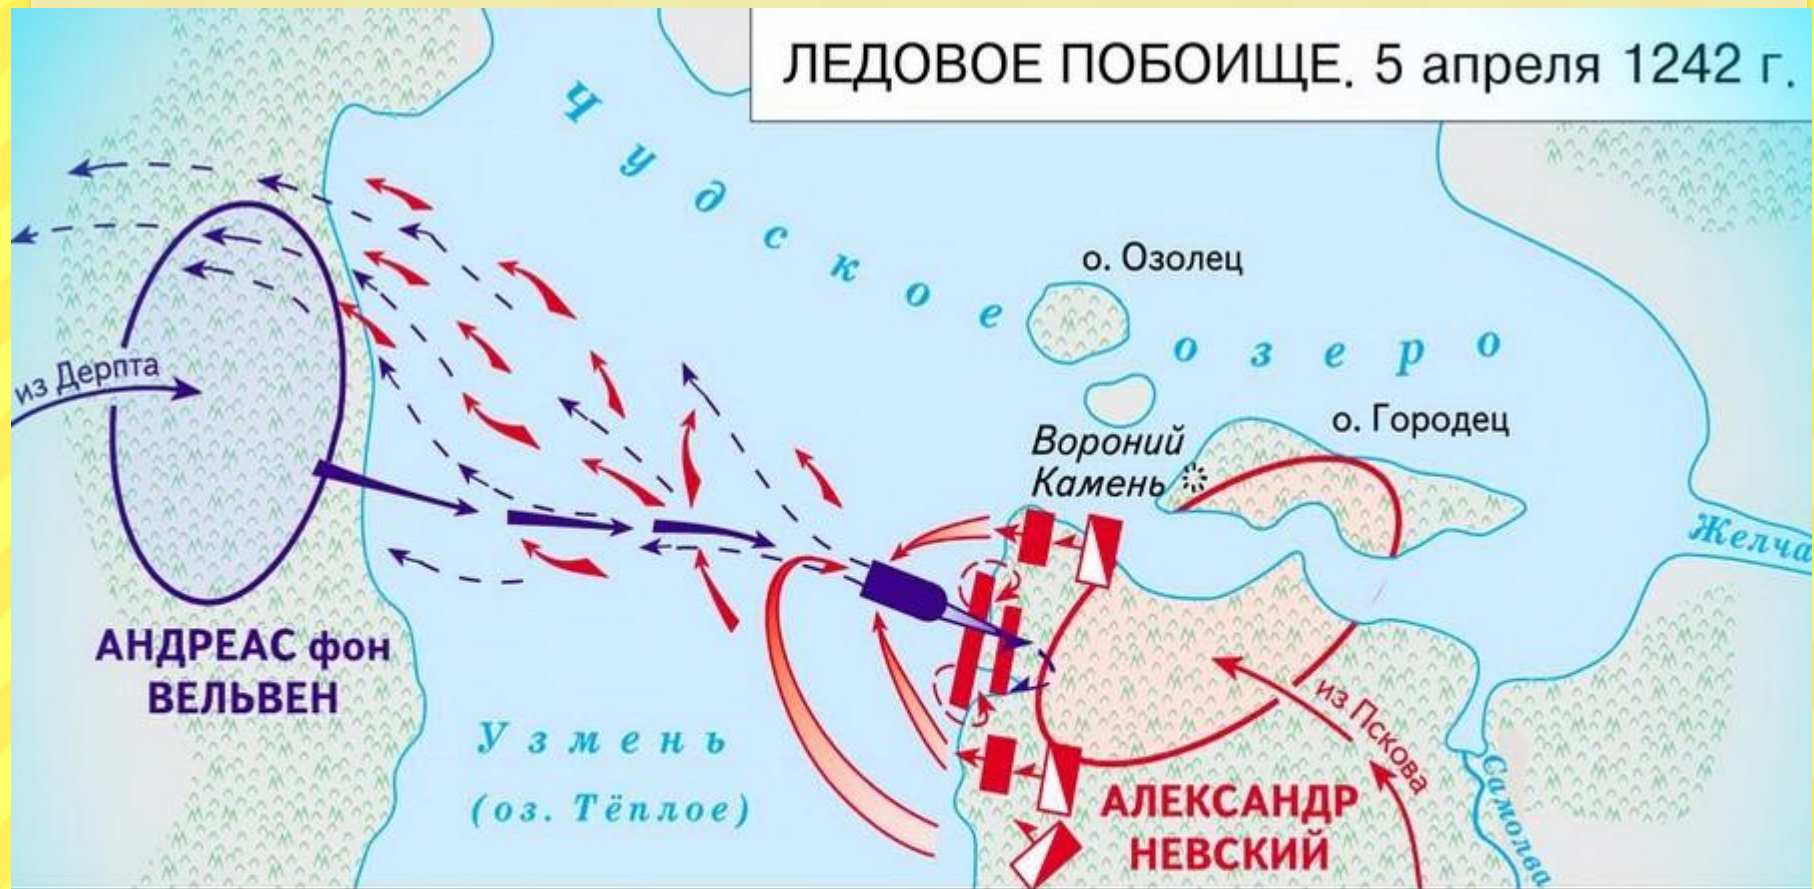 ЛЕДОВОЕ ПОБОИЩЕ. 5 апреля 1242 г.
Чудское озеро
о. Озолец
о. Городец
Вороний
Камень
Желча
из Дерпта
АНДРЕАС фон
ВЕЛЬВЕН
Узмень
(оз. Тёплое)
из Пскова
АЛЕКСАНДР
НЕВСКИЙ
Самолва